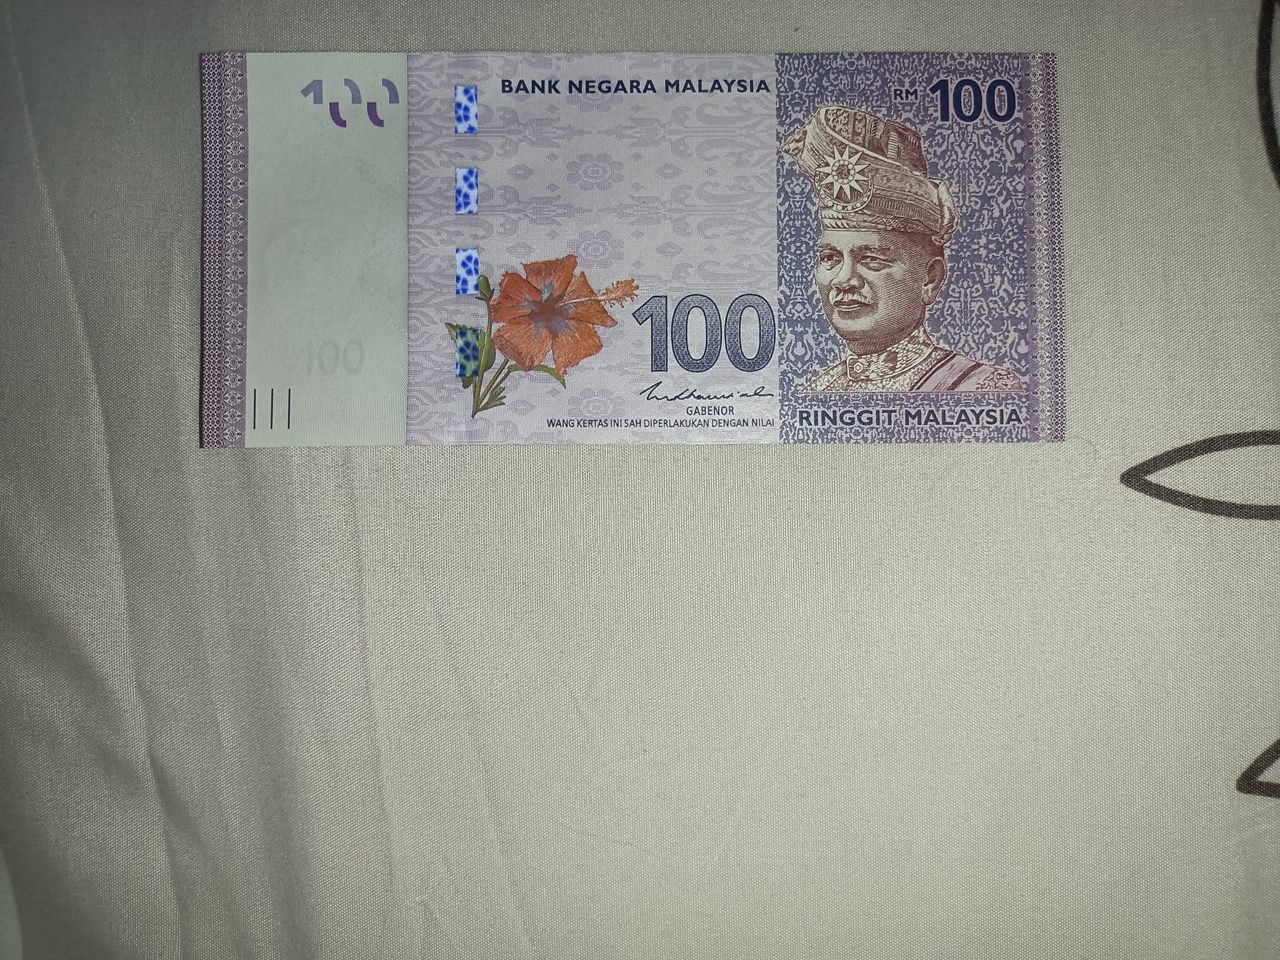 100
BANK NEGARA MALAYSIA
RM 100
100
100
GABENOR
WANG KERTAS INI SAH DIPERLAKUKAN DENGAN NILAI
RINGGIT MALAYSIA